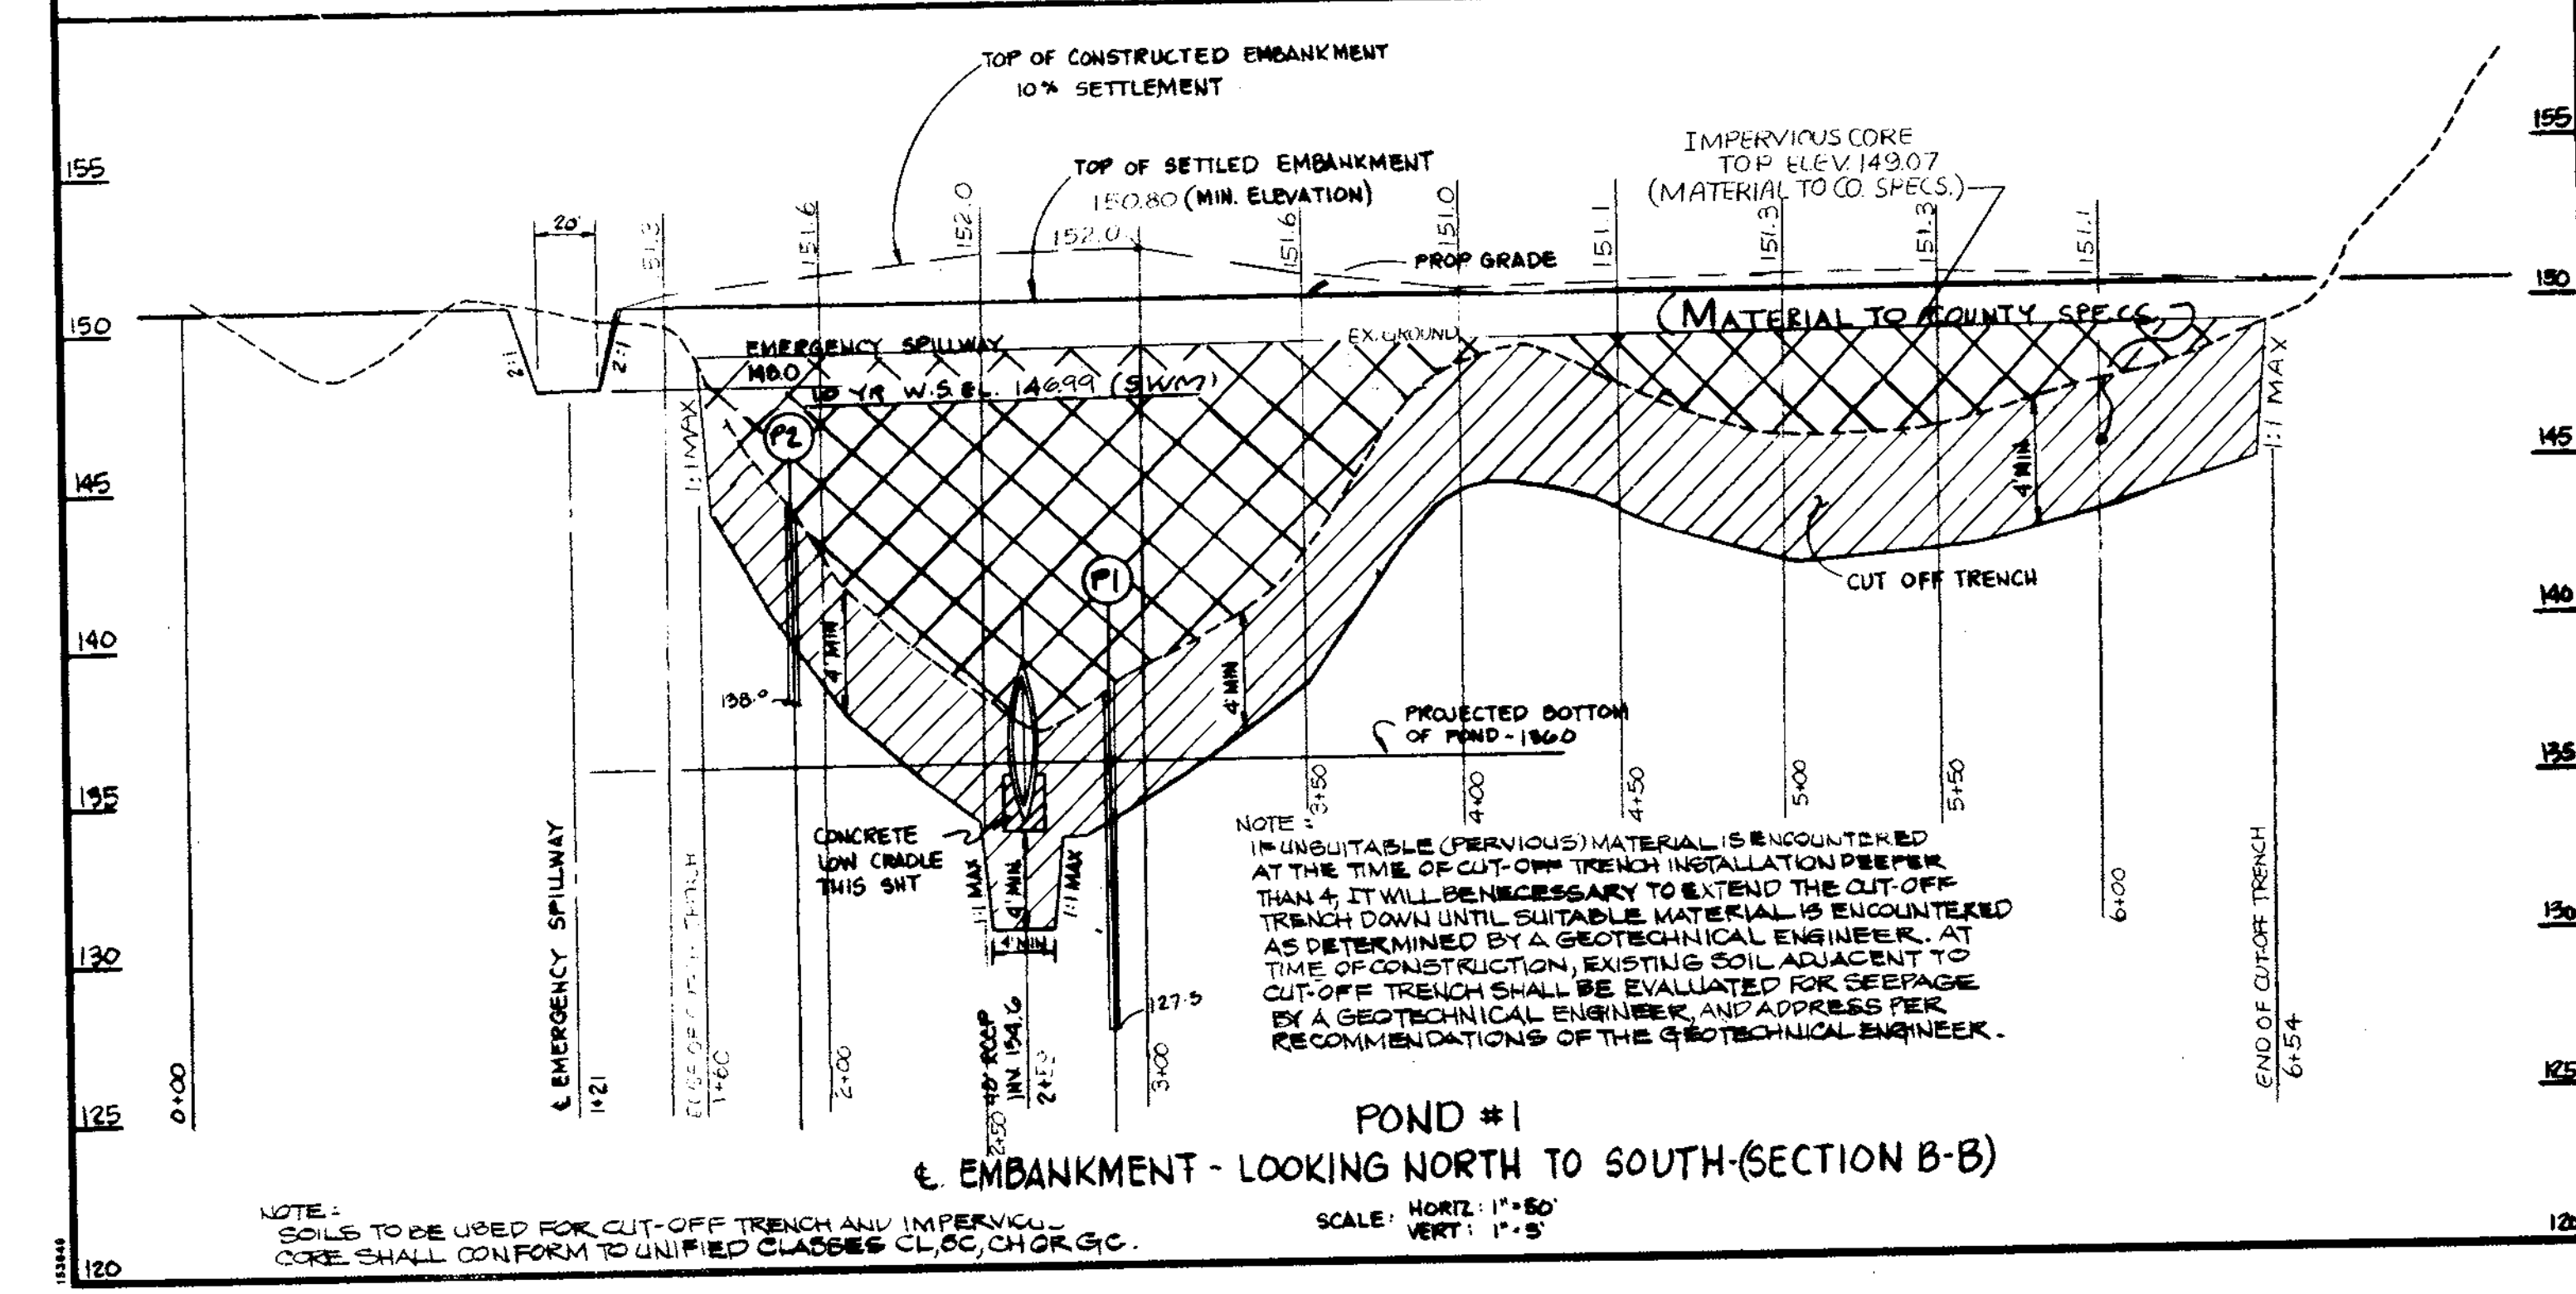 TOP OF CONSTRUCTED EMBANKMENT
10% SETTLEMENT
TOP OF SETTLED EMBANKMENT
150.80 (MIN. ELEVATION)
IMPERVIOUS CORE
TOP ELEV. 149.07
(MATERIAL TO CO. SPECS.)
155
155
20'
151.3
151.6
152.0
152.0
151.6
151.0
151.1
151.3
151.3
151.1
PROP GRADE
150
150
(MATERIAL TO COUNTY SPECS.)
2:1
2:1
EMERGENCY SPILLWAY
148.0
EX. GROUND
10 YR W.S. EL. 146.99 (SWM)
1:1 MAX
1:1 MAX
P2
145
145
4' MIN
P1
CUT OFF TRENCH
140
140
4' MIN
4' MIN
138.0
PROJECTED BOTTOM
OF POND - 136.0
135
135
CONCRETE
LOW CRADLE
THIS SHT
1:1 MAX
4' MIN.
1:1 MAX
4' MIN
130
130
127.5
3+50
4+00
4+50
5+00
5+50
6+00
NOTE:
IF UNSUITABLE (PERVIOUS) MATERIAL IS ENCOUNTERED
AT THE TIME OF CUT-OFF TRENCH INSTALLATION DEEPER
THAN 4', IT WILL BE NECESSARY TO EXTEND THE CUT-OFF
TRENCH DOWN UNTIL SUITABLE MATERIAL IS ENCOUNTERED
AS DETERMINED BY A GEOTECHNICAL ENGINEER. AT
TIME OF CONSTRUCTION, EXISTING SOIL ADJACENT TO
CUT-OFF TRENCH SHALL BE EVALUATED FOR SEEPAGE
BY A GEOTECHNICAL ENGINEER, AND ADDRESS PER
RECOMMENDATIONS OF THE GEOTECHNICAL ENGINEER.
0+00
℄ EMERGENCY SPILLWAY
1+21
1+60
2+00
2+50
48" RCCP
INV. 134.6
3+00
END OF CUT-OFF TRENCH
6+54
125
125
POND #1
℄ EMBANKMENT - LOOKING NORTH TO SOUTH-(SECTION B-B)
SCALE: HORIZ: 1"=50'
VERT: 1"=5'
NOTE:
SOILS TO BE USED FOR CUT-OFF TRENCH AND
CORE SHALL CONFORM TO UNIFIED CLASSES CL, SC, CH OR GC.
120
120